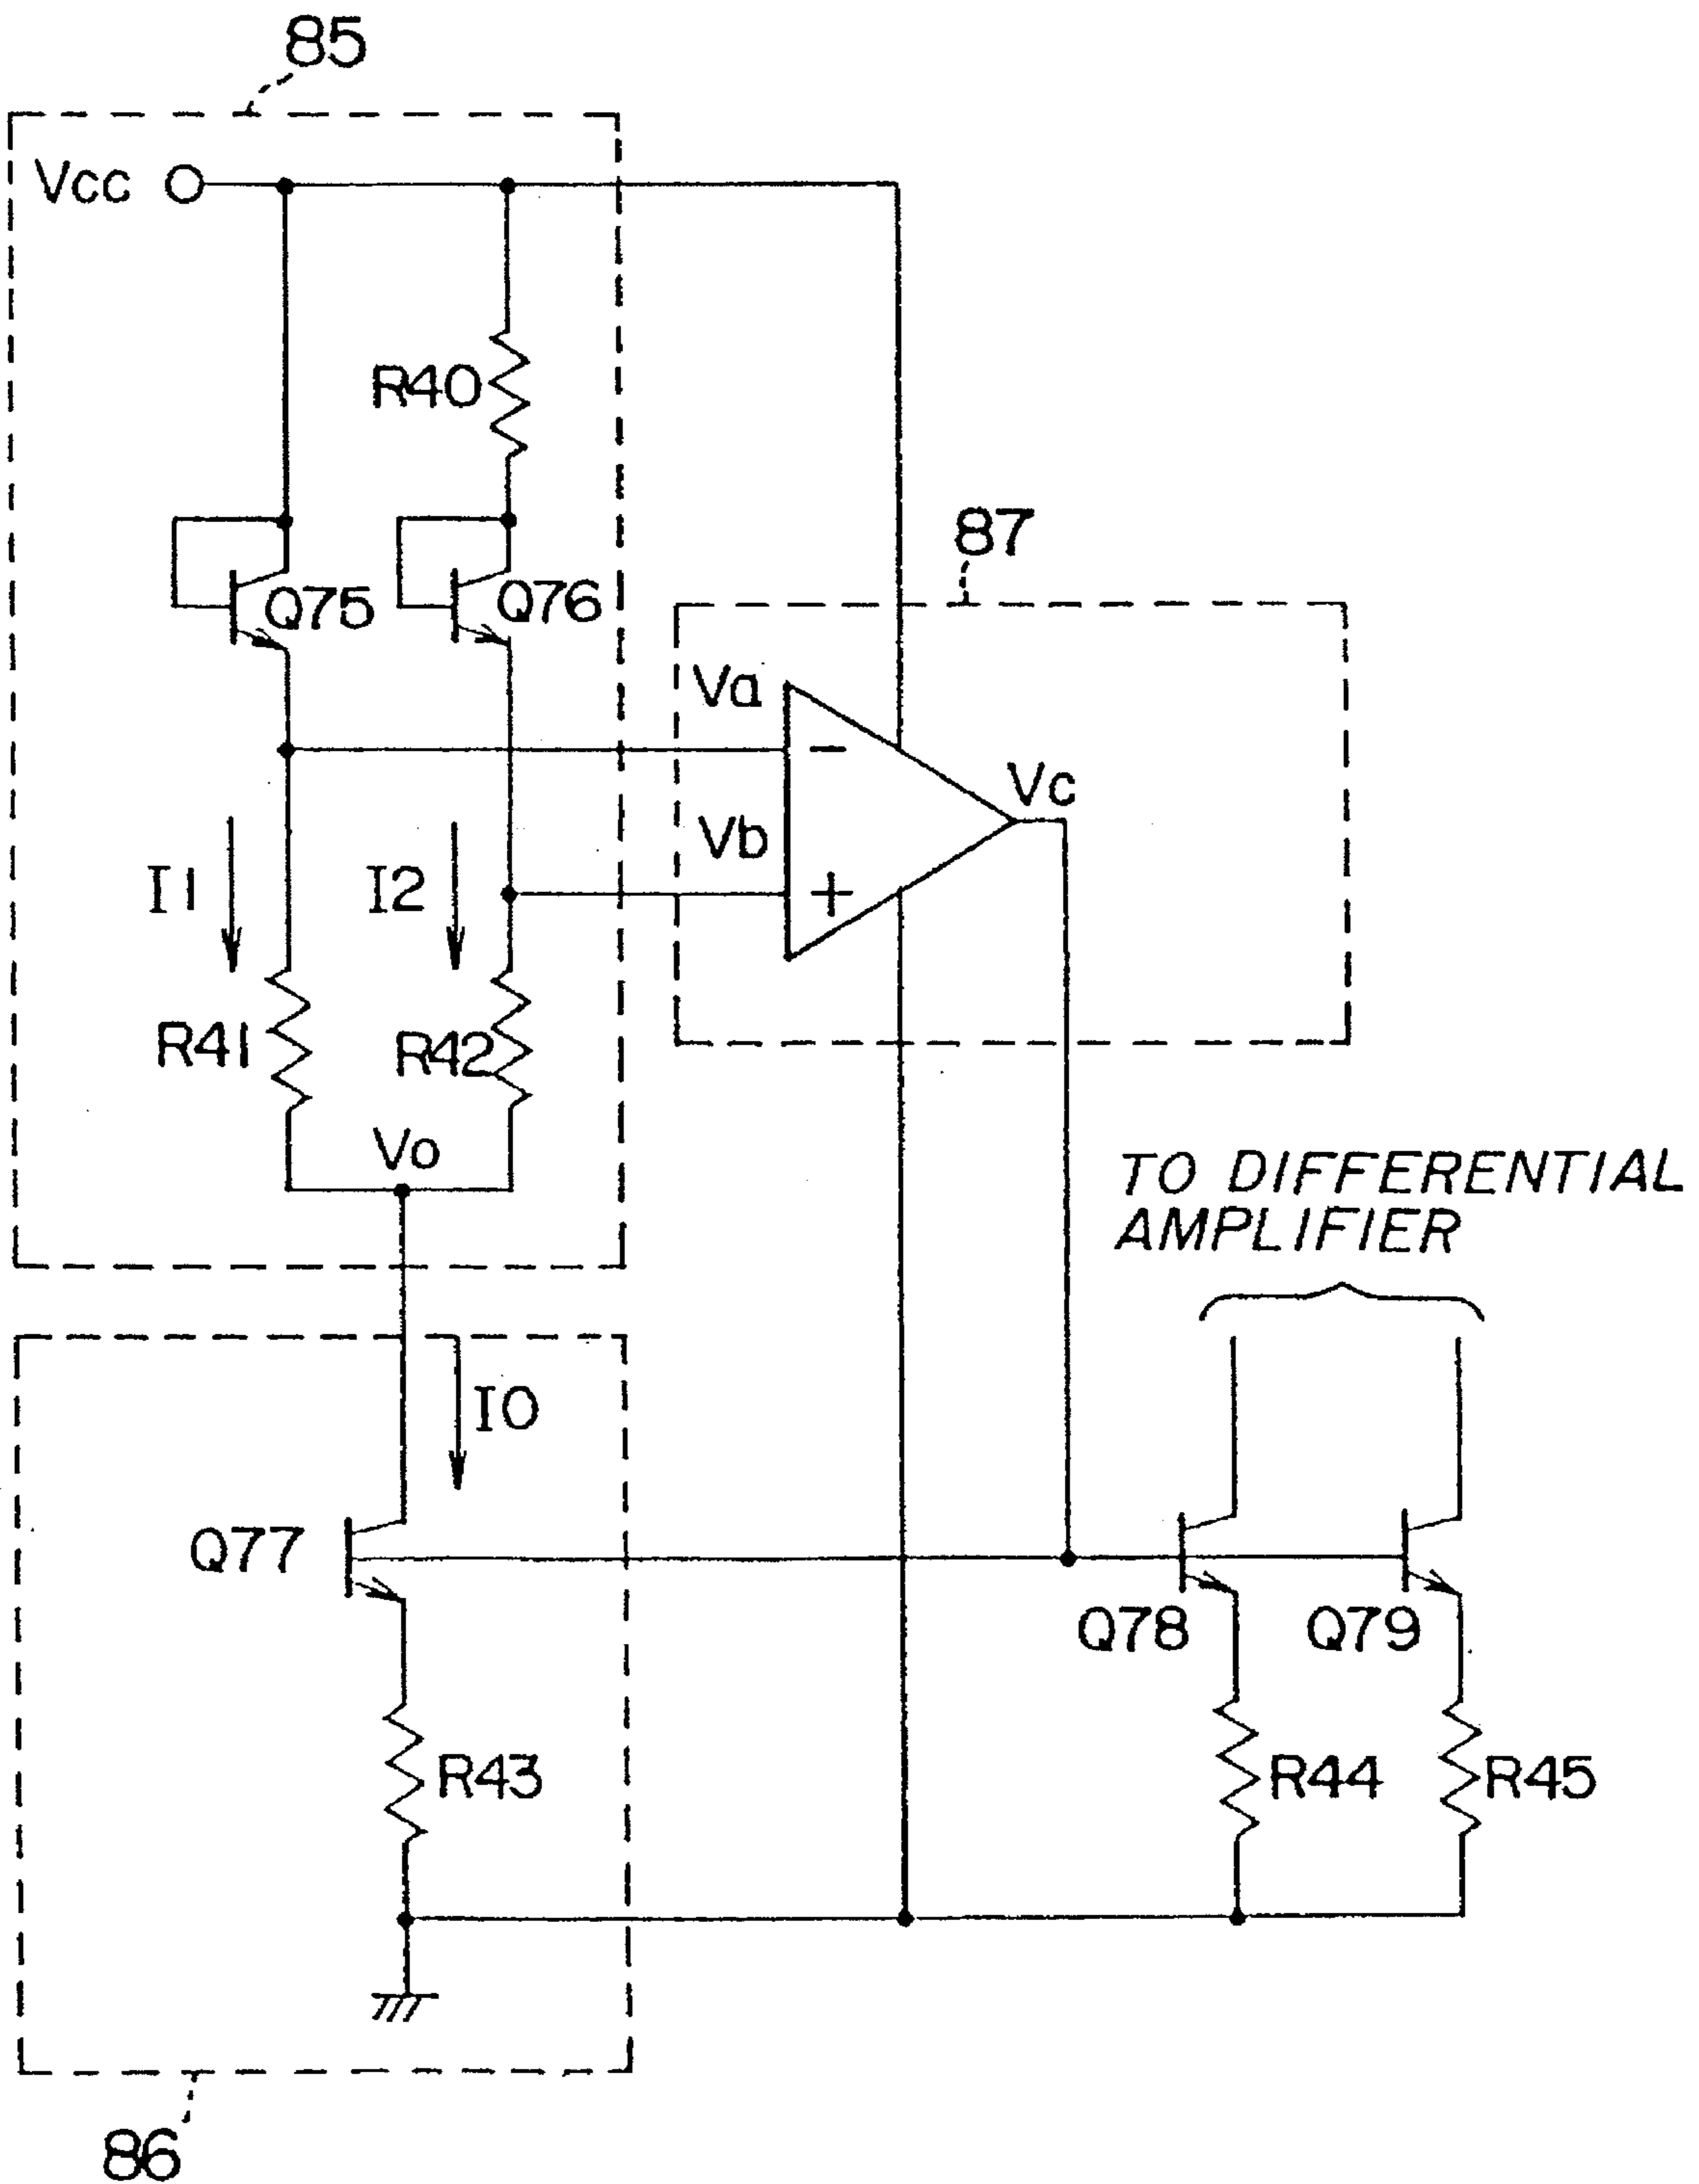 85
Vcc
R40
87
Q75
Q76
Va
-
Vc
Vb
I1
I2
+
R41
R42
Vo
TO DIFFERENTIAL
AMPLIFIER
I0
Q77
Q78
Q79
R43
R44
R45
86